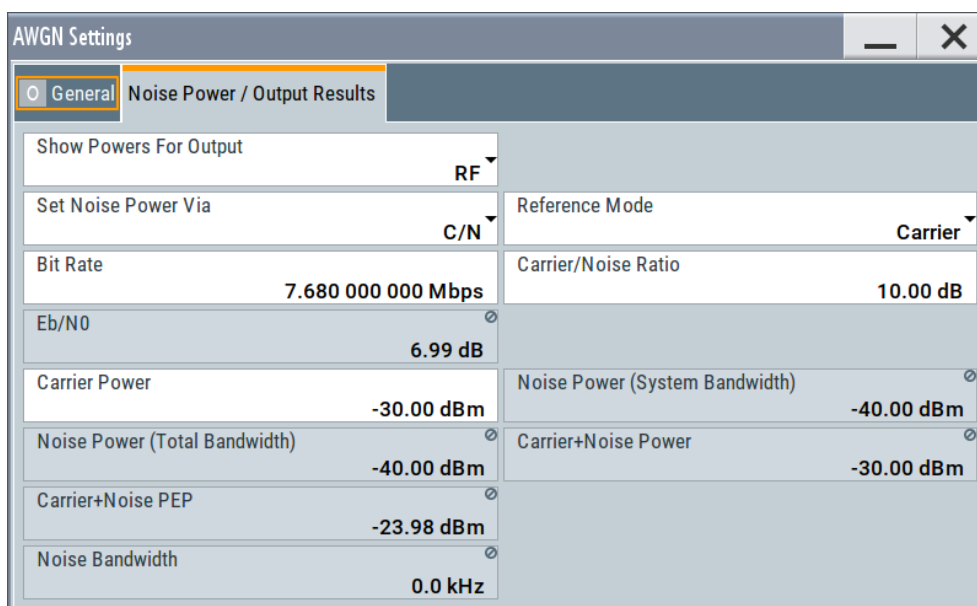 AWGN Settings
O General Noise Power / Output Results
Show Powers For Output
RF
Set Noise Power Via
C/N
Reference Mode
Carrier
Bit Rate
7.680 000 000 Mbps
Carrier/Noise Ratio
10.00 dB
Eb/N0
6.99 dB
Carrier Power
-30.00 dBm
Noise Power (System Bandwidth)
-40.00 dBm
Noise Power (Total Bandwidth)
-40.00 dBm
Carrier+Noise Power
-30.00 dBm
Carrier+Noise PEP
-23.98 dBm
Noise Bandwidth
0.0 kHz